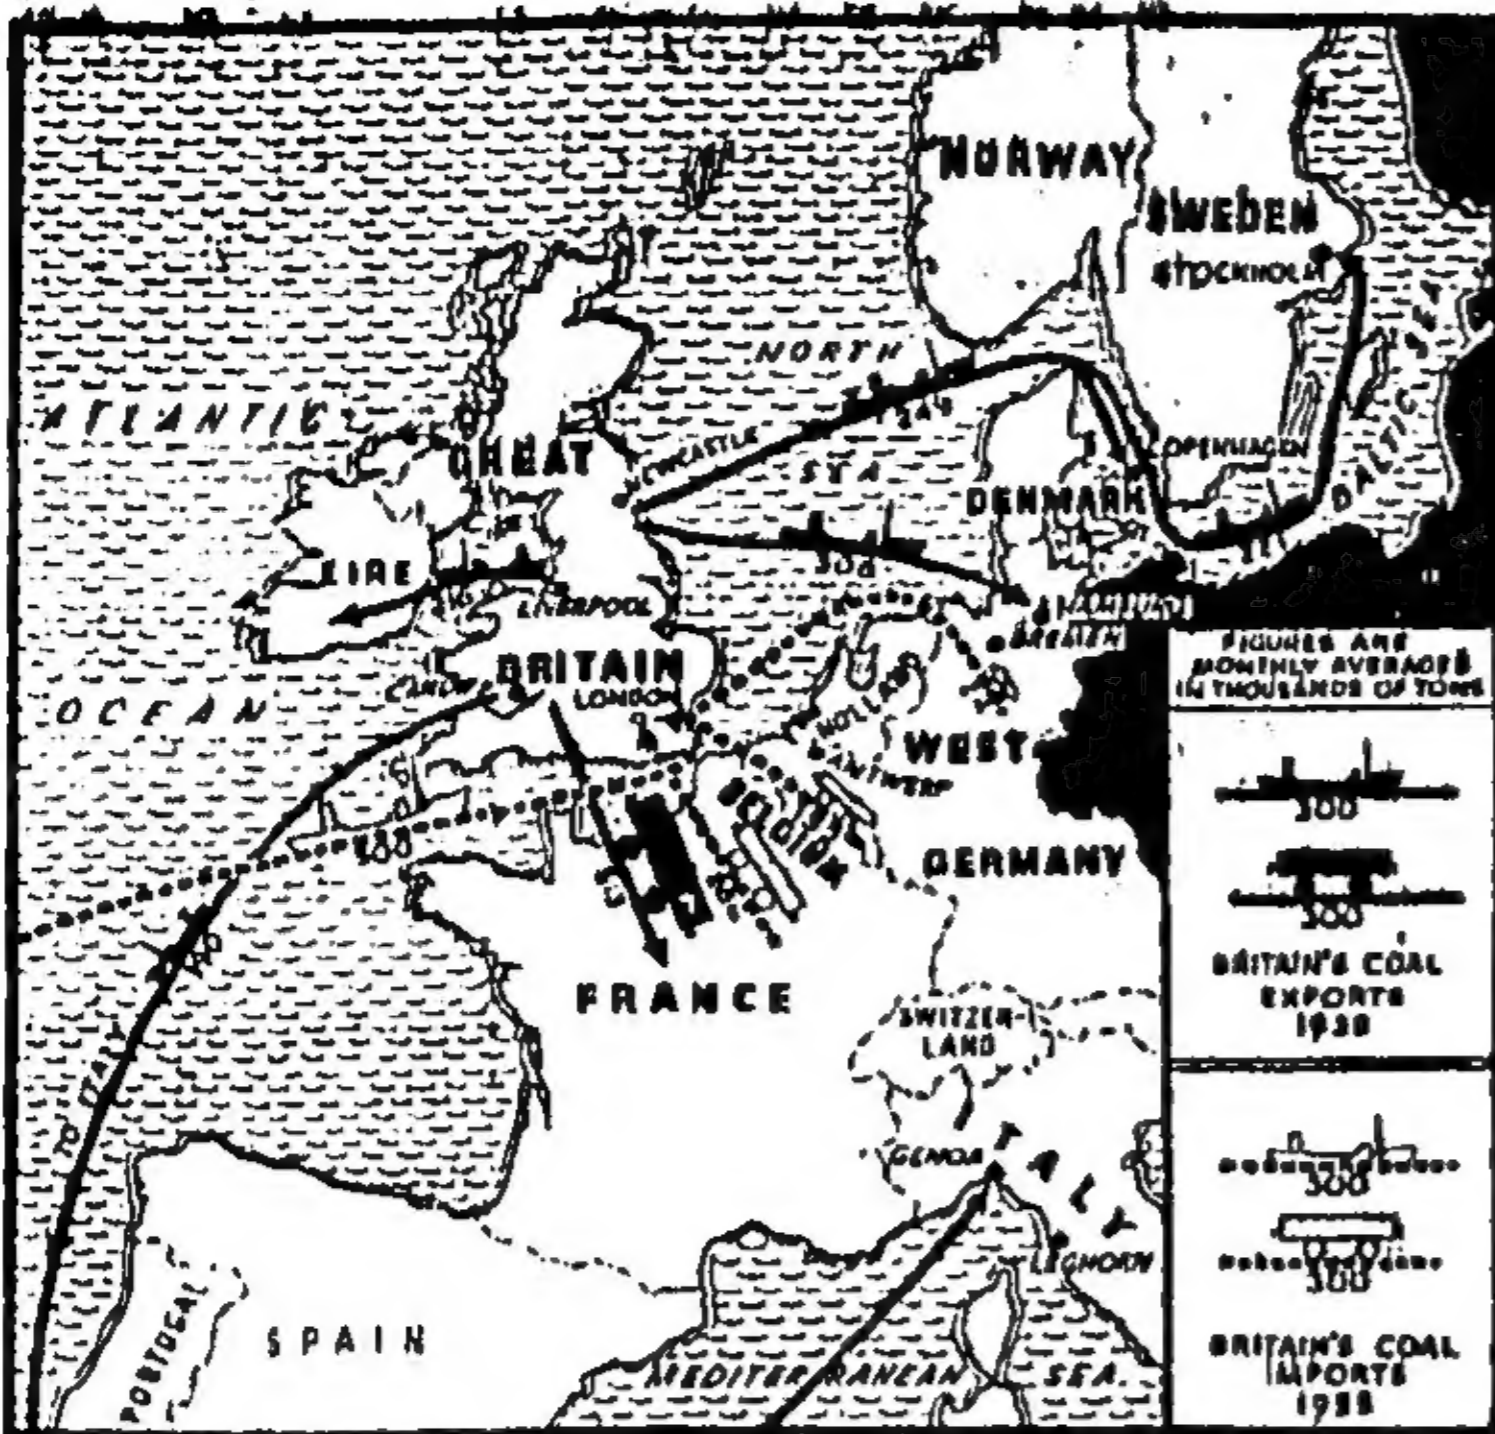 NORWAY
SWEDEN
STOCKHOLM
NORTH
SEA
ATLANTIC
OCEAN
GREAT
BRITAIN
NEWCASTLE
EIRE
LIVERPOOL
LONDON
DENMARK
OPENHAGEN
BALTIC SEA
BREMEN
HOLLAND
ANTWERP
WEST
GERMANY
BELGIUM
FRANCE
SWITZER-
LAND
TO ITALY
GENOA
ITALY
LEGHORN
PORTUGAL
SPAIN
MEDITERRANEAN SEA
FIGURES ARE
MONTHLY AVERAGES
IN THOUSANDS OF TONS
300
300
BRITAIN'S COAL
EXPORTS
300
300
BRITAIN'S COAL
IMPORTS